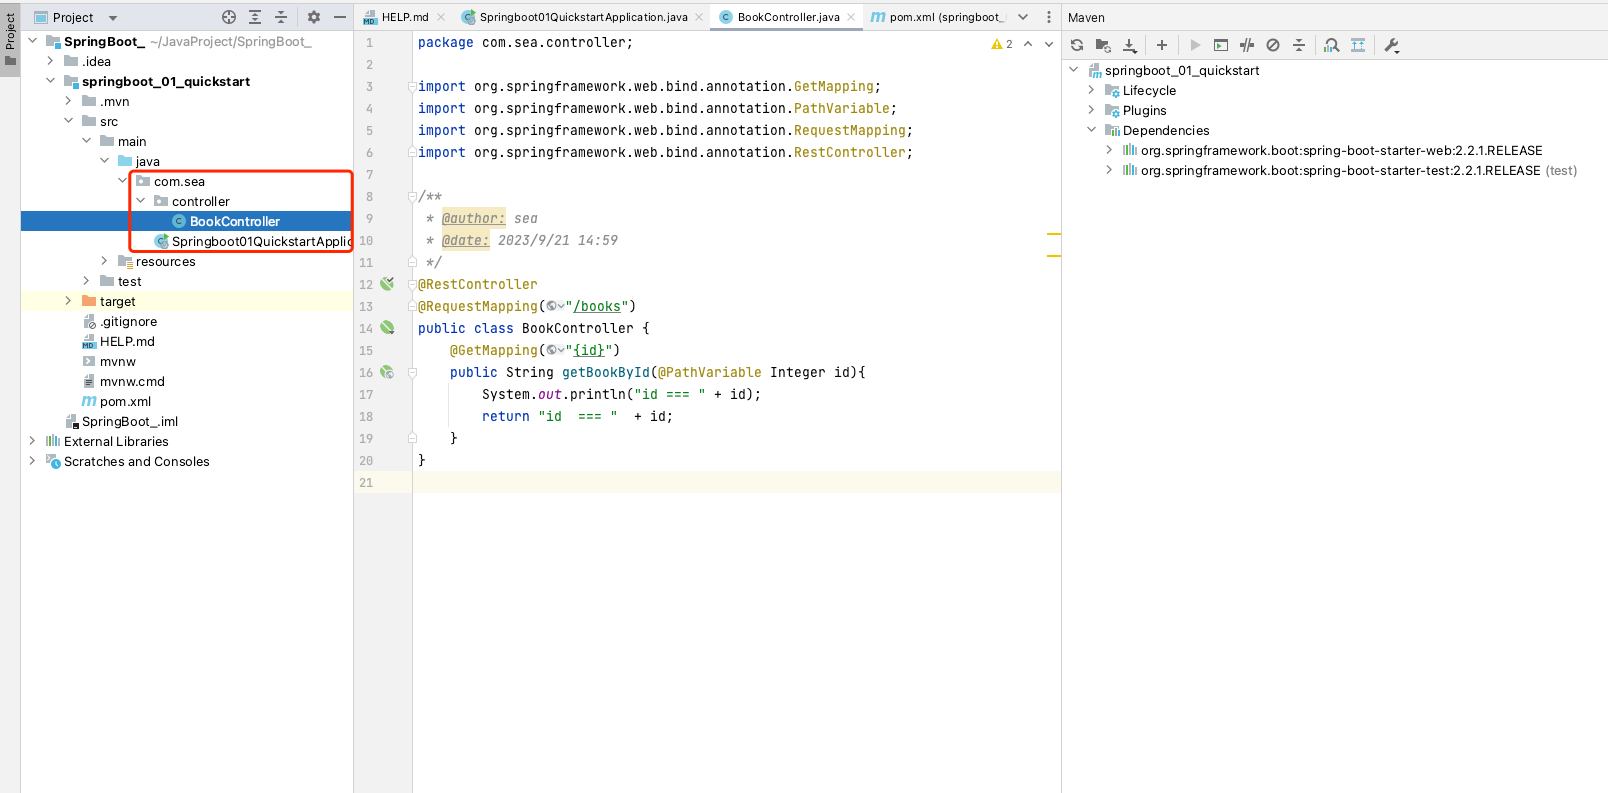 Project
Project
SpringBoot_ ~/JavaProject/SpringBoot_
.idea
springboot_01_quickstart
.mvn
src
main
java
com.sea
controller
BookController
Springboot01QuickstartApplic
resources
test
target
.gitignore
HELP.md
mvnw
mvnw.cmd
pom.xml
SpringBoot_.iml
External Libraries
Scratches and Consoles
HELP.md
Springboot01QuickstartApplication.java
BookController.java
pom.xml (springboot_
2
1 package com.sea.controller;
2
3 import org.springframework.web.bind.annotation.GetMapping;
4 import org.springframework.web.bind.annotation.PathVariable;
5 import org.springframework.web.bind.annotation.RequestMapping;
6 import org.springframework.web.bind.annotation.RestController;
7
8 /**
9 * @author: sea
10 * @date: 2023/9/21 14:59
11 */
12 @RestController
13 @RequestMapping("/books")
14 public class BookController {
15 @GetMapping("{id}")
16 public String getBookById(@PathVariable Integer id){
17 System.out.println("id === " + id);
18 return "id  === "  + id;
19 }
20 }
21
Maven
springboot_01_quickstart
Lifecycle
Plugins
Dependencies
org.springframework.boot:spring-boot-starter-web:2.2.1.RELEASE
org.springframework.boot:spring-boot-starter-test:2.2.1.RELEASE (test)